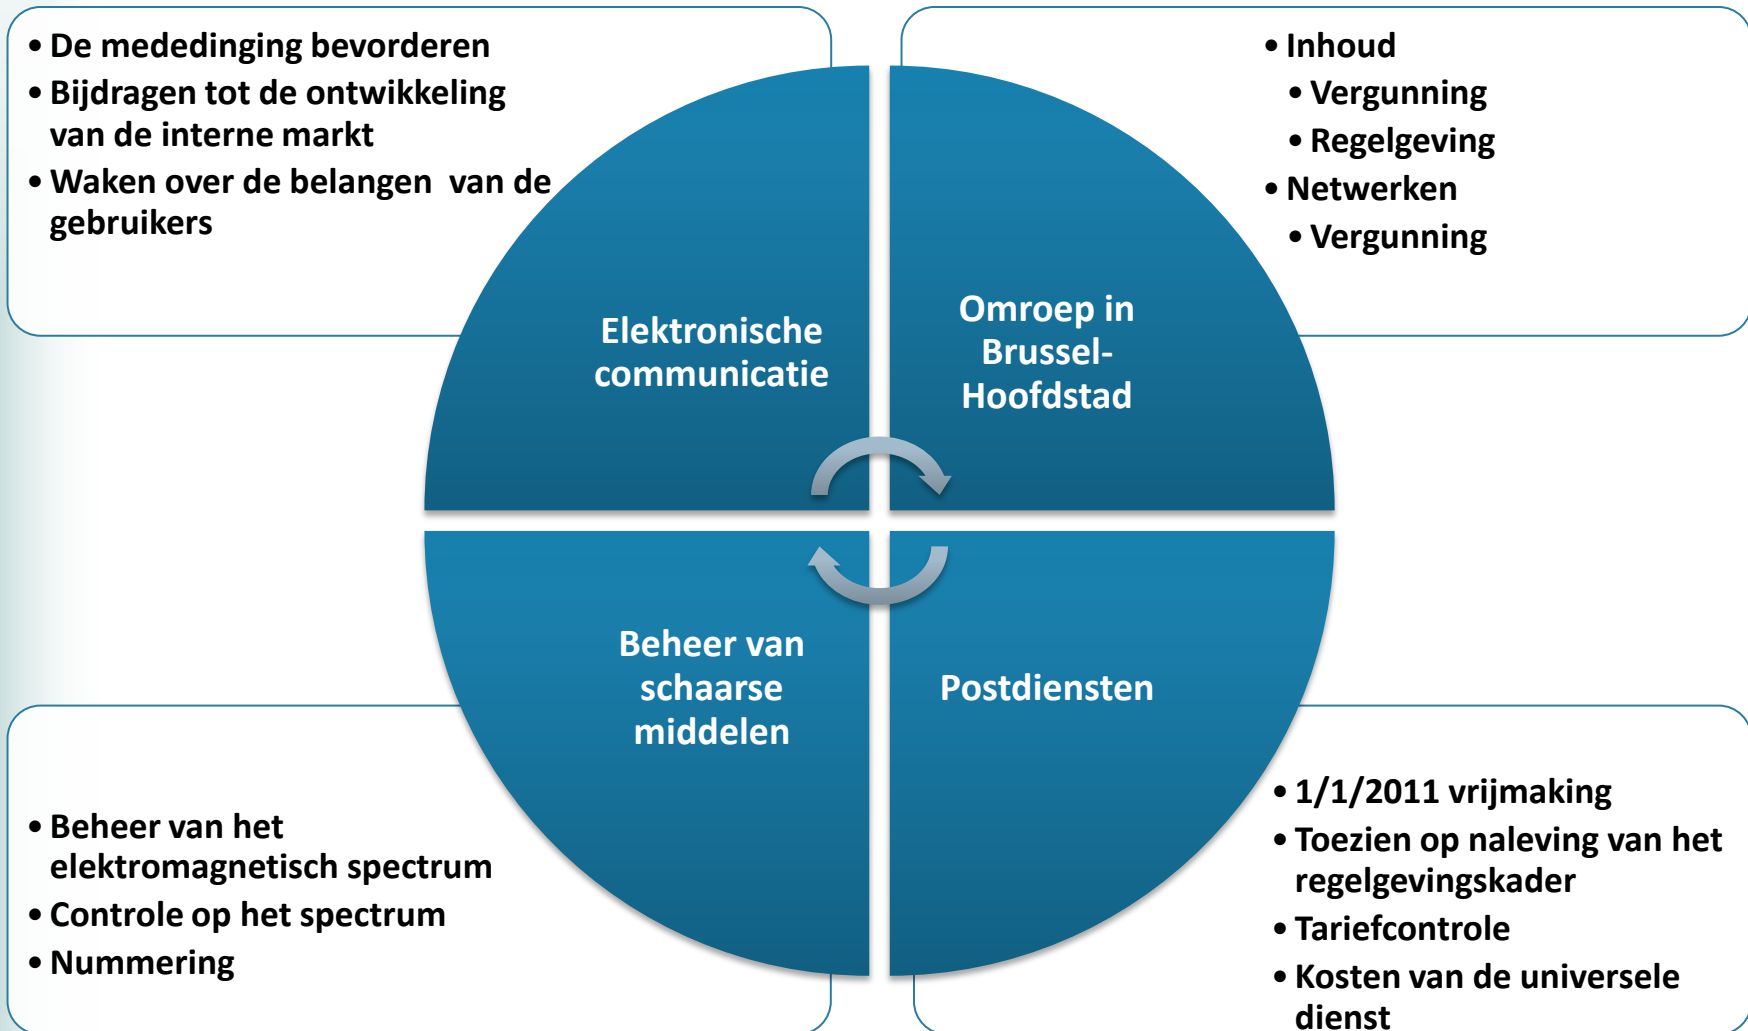 • De mededinging bevorderen
• Bijdragen tot de ontwikkeling
van de interne markt
• Waken over de belangen  van de
gebruikers
• Inhoud
• Vergunning
• Regelgeving
• Netwerken
• Vergunning
Elektronische
communicatie
Omroep in
Brussel-
Hoofdstad
Beheer van
schaarse
middelen
Postdiensten
• Beheer van het
elektromagnetisch spectrum
• Controle op het spectrum
• Nummering
• 1/1/2011 vrijmaking
• Toezien op naleving van het
regelgevingskader
• Tariefcontrole
• Kosten van de universele
dienst